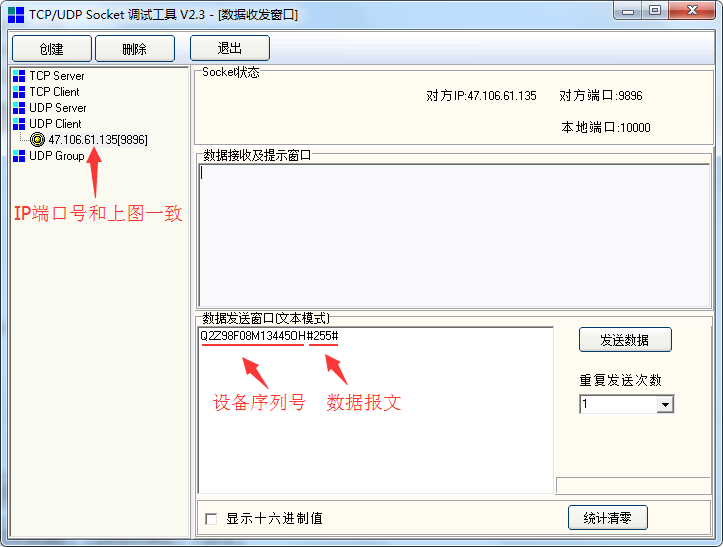 TCP/UDP Socket 调试工具 V2.3 - [数据收发窗口]
创建
删除
退出
TCP Server
TCP Client
UDP Server
UDP Client
47.106.61.135[9896]
UDP Group
IP端口号和上图一致
Socket状态
对方IP:47.106.61.135
对方端口:9896
本地端口:10000
数据接收及提示窗口
数据发送窗口(文本模式)
Q2Z98F08M13445OH#255#
设备序列号
数据报文
发送数据
重复发送次数
1
显示十六进制值
统计清零